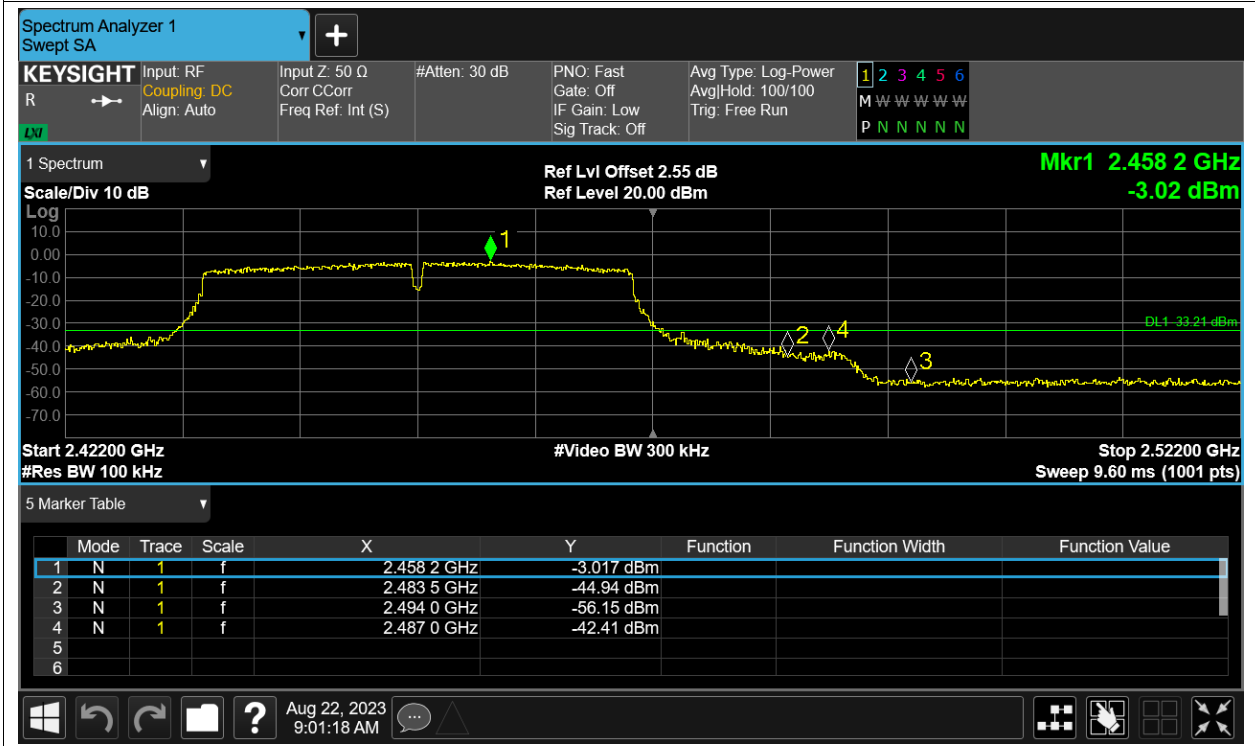 Spectrum Analyzer 1
Swept SA
+
KEYSIGHT Input: RF Input Z: 50 Ω #Atten: 30 dB PNO: Fast Avg Type: Log-Power 1 2 3 4 5 6
R Coupling: DC Corr CCorr Gate: Off Avg|Hold: 100/100 M W W W W W
Align: Auto Freq Ref: Int (S) IF Gain: Low Trig: Free Run
LXI Sig Track: Off P N N N N N
1 Spectrum Ref Lvl Offset 2.55 dB Mkr1 2.458 2 GHz
Scale/Div 10 dB Ref Level 20.00 dBm -3.02 dBm
Log
10.0
0.00
-10.0
-20.0
-30.0
-40.0
-50.0
-60.0
-70.0
1
DL1 -33.21 dBm
2
4
3
Start 2.42200 GHz #Video BW 300 kHz Stop 2.52200 GHz
#Res BW 100 kHz Sweep 9.60 ms (1001 pts)
5 Marker Table
Mode Trace Scale X Y Function Function Width Function Value
1 N 1 f 2.458 2 GHz -3.017 dBm
2 N 1 f 2.483 5 GHz -44.94 dBm
3 N 1 f 2.494 0 GHz -56.15 dBm
4 N 1 f 2.487 0 GHz -42.41 dBm
5
6
? Aug 22, 2023
9:01:18 AM